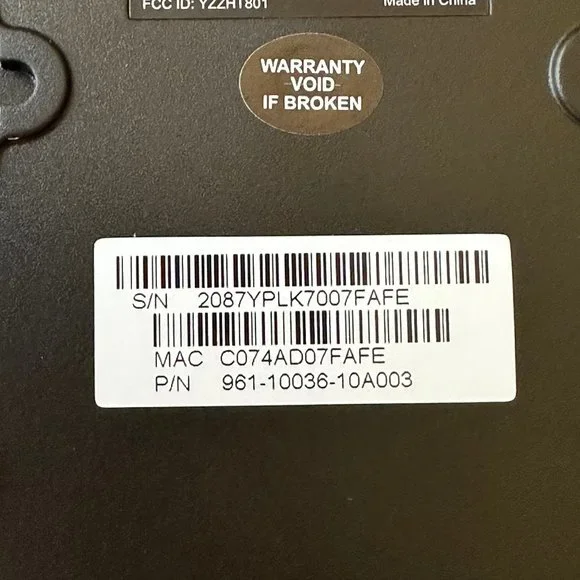 FCC ID: YZZHT801
Made in China
WARRANTY
VOID
IF BROKEN
S/N 2087YPLK7007FAFE
MAC C074AD07FAFE
P/N 961-10036-10A003